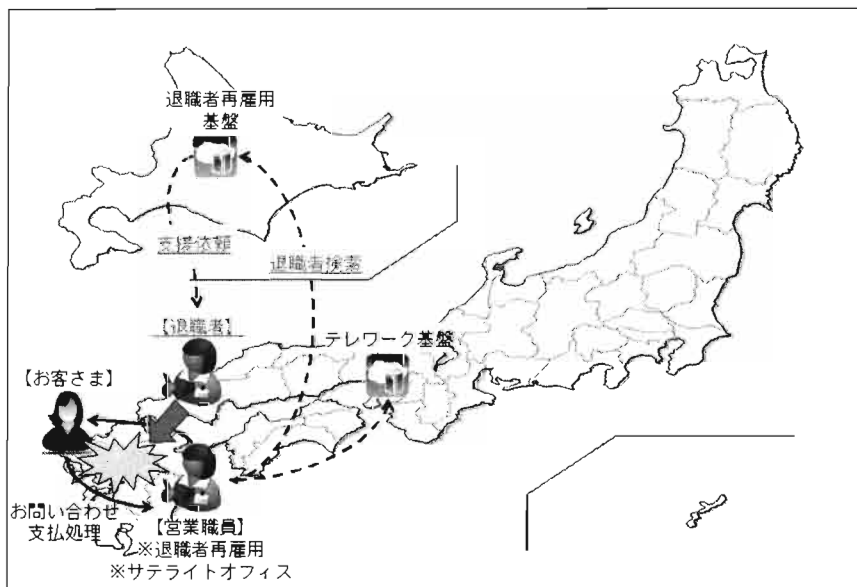 退職者再雇用
基盤
支援依頼
退職者検索
【退職者】
テレワーク基盤
【お客さま】
お問い合わせ
支払処理
【営業職員】
※退職者再雇用
※サテライトオフィス